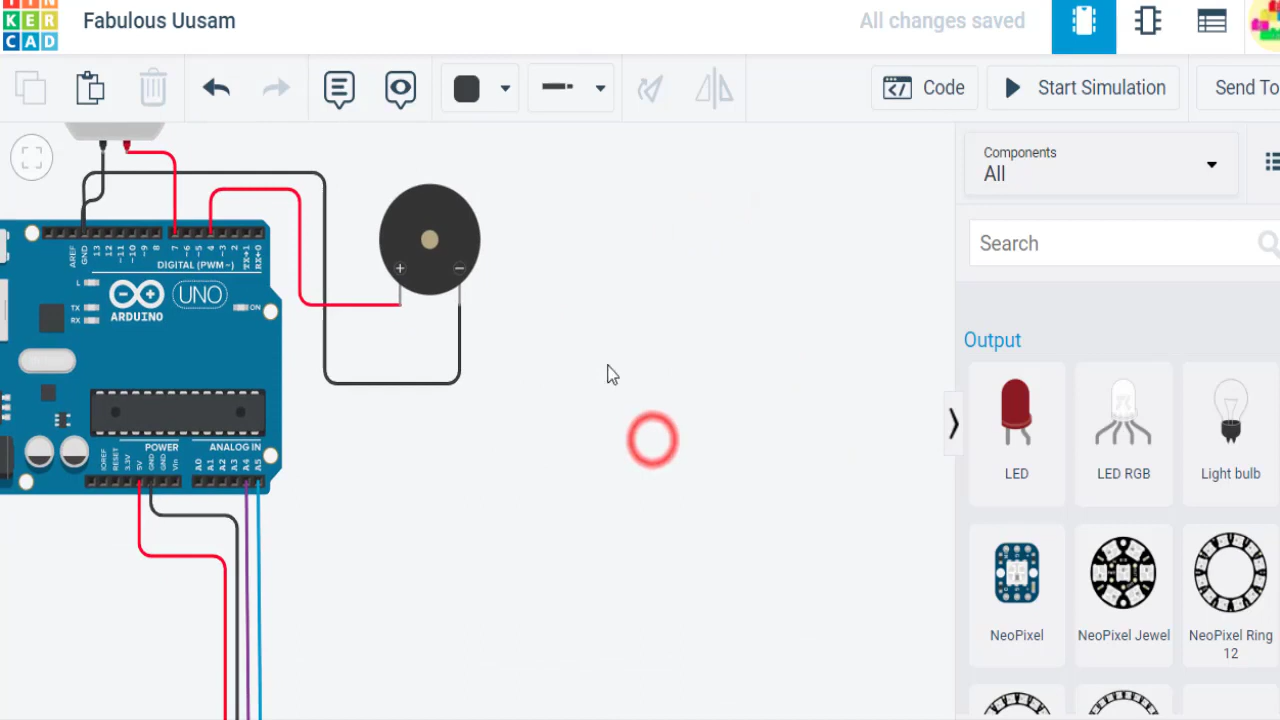 TIN
KER
CAD
Fabulous Uusam
All changes saved
Code
Start Simulation
Send To
Components
All
Search
Output
LED
LED RGB
Light bulb
NeoPixel
NeoPixel Jewel
NeoPixel Ring
12
AREF
GND
13
12
~11
~10
~9
8
7
~6
~5
4
~3
2
TX→1
RX←0
DIGITAL (PWM~)
L
TX
RX
UNO
ON
ARDUINO
+
−
POWER
ANALOG IN
IOREF
RESET
3.3V
5V
GND
GND
Vin
A0
A1
A2
A3
A4
A5